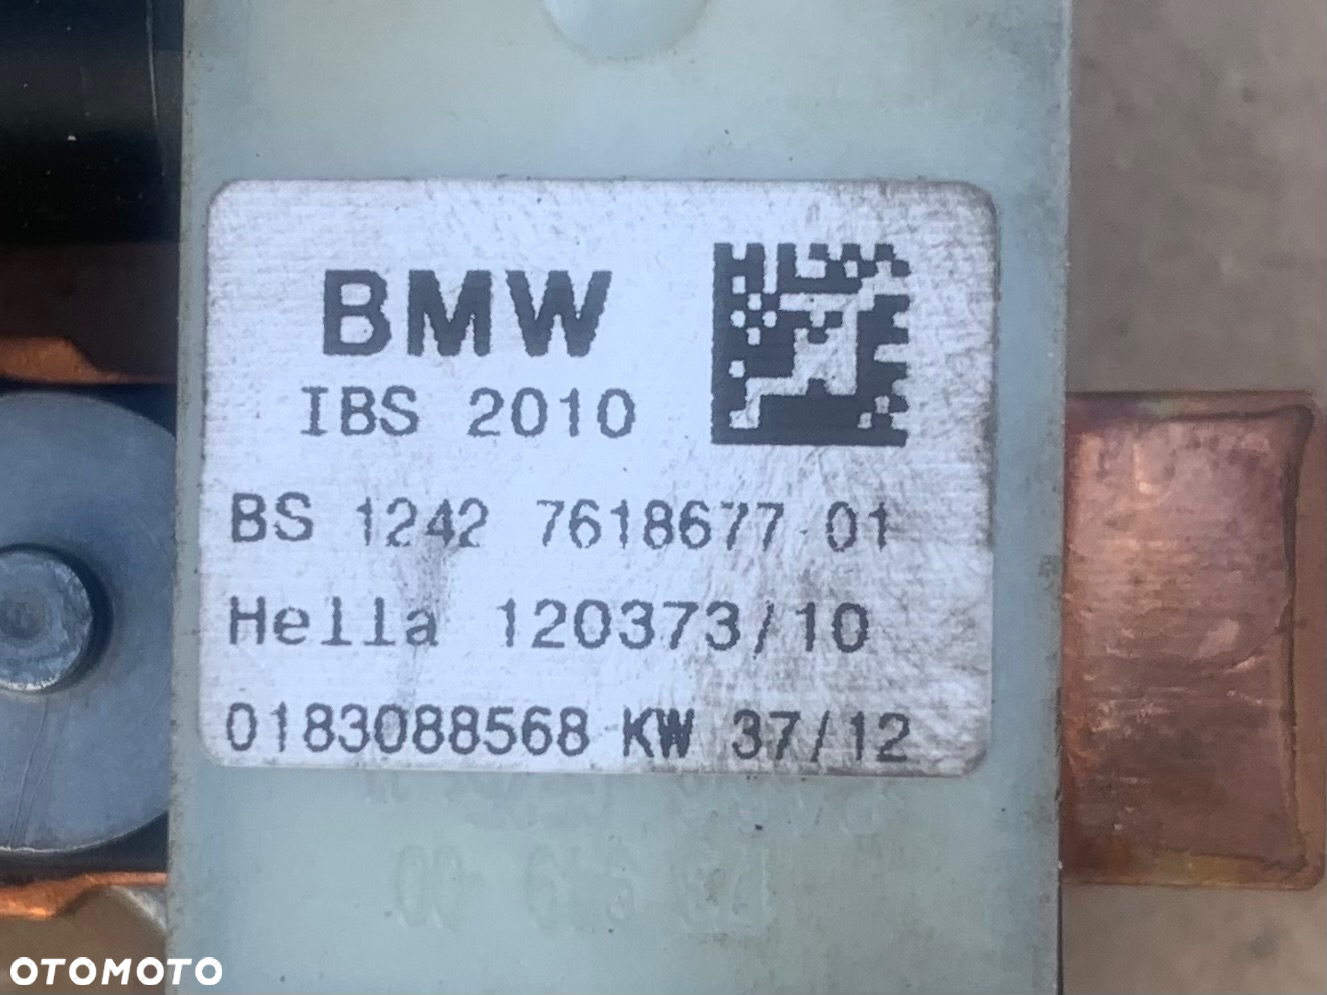 BMW
IBS 2010
BS 1242 7618677 01
Hella 120373/10
0183088568 KW 37/12
OTOMOTO